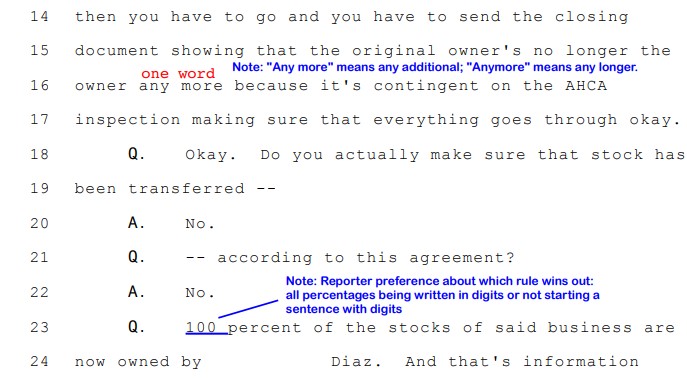 14 then you have to go and you have to send the closing
15 document showing that the original owner's no longer the
one word Note: "Any more" means any additional; "Anymore" means any longer.
16 owner any more because it's contingent on the AHCA
17 inspection making sure that everything goes through okay.
18 Q. Okay. Do you actually make sure that stock has
19 been transferred --
20 A. No.
21 Q. -- according to this agreement?
Note: Reporter preference about which rule wins out:
22 A. No. all percentages being written in digits or not starting a
sentence with digits
23 Q. 100 percent of the stocks of said business are
24 now owned by Diaz. And that's information